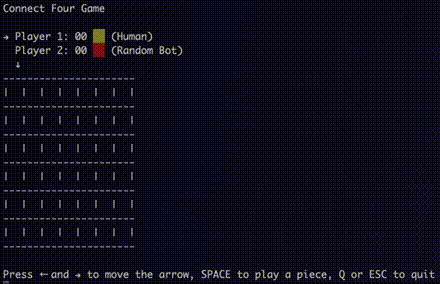 Connect Four Game
→ Player 1: 00 (Human)
Player 2: 00 (Random Bot)
↓
Press ← and → to move the arrow, SPACE to play a piece, Q or ESC to quit